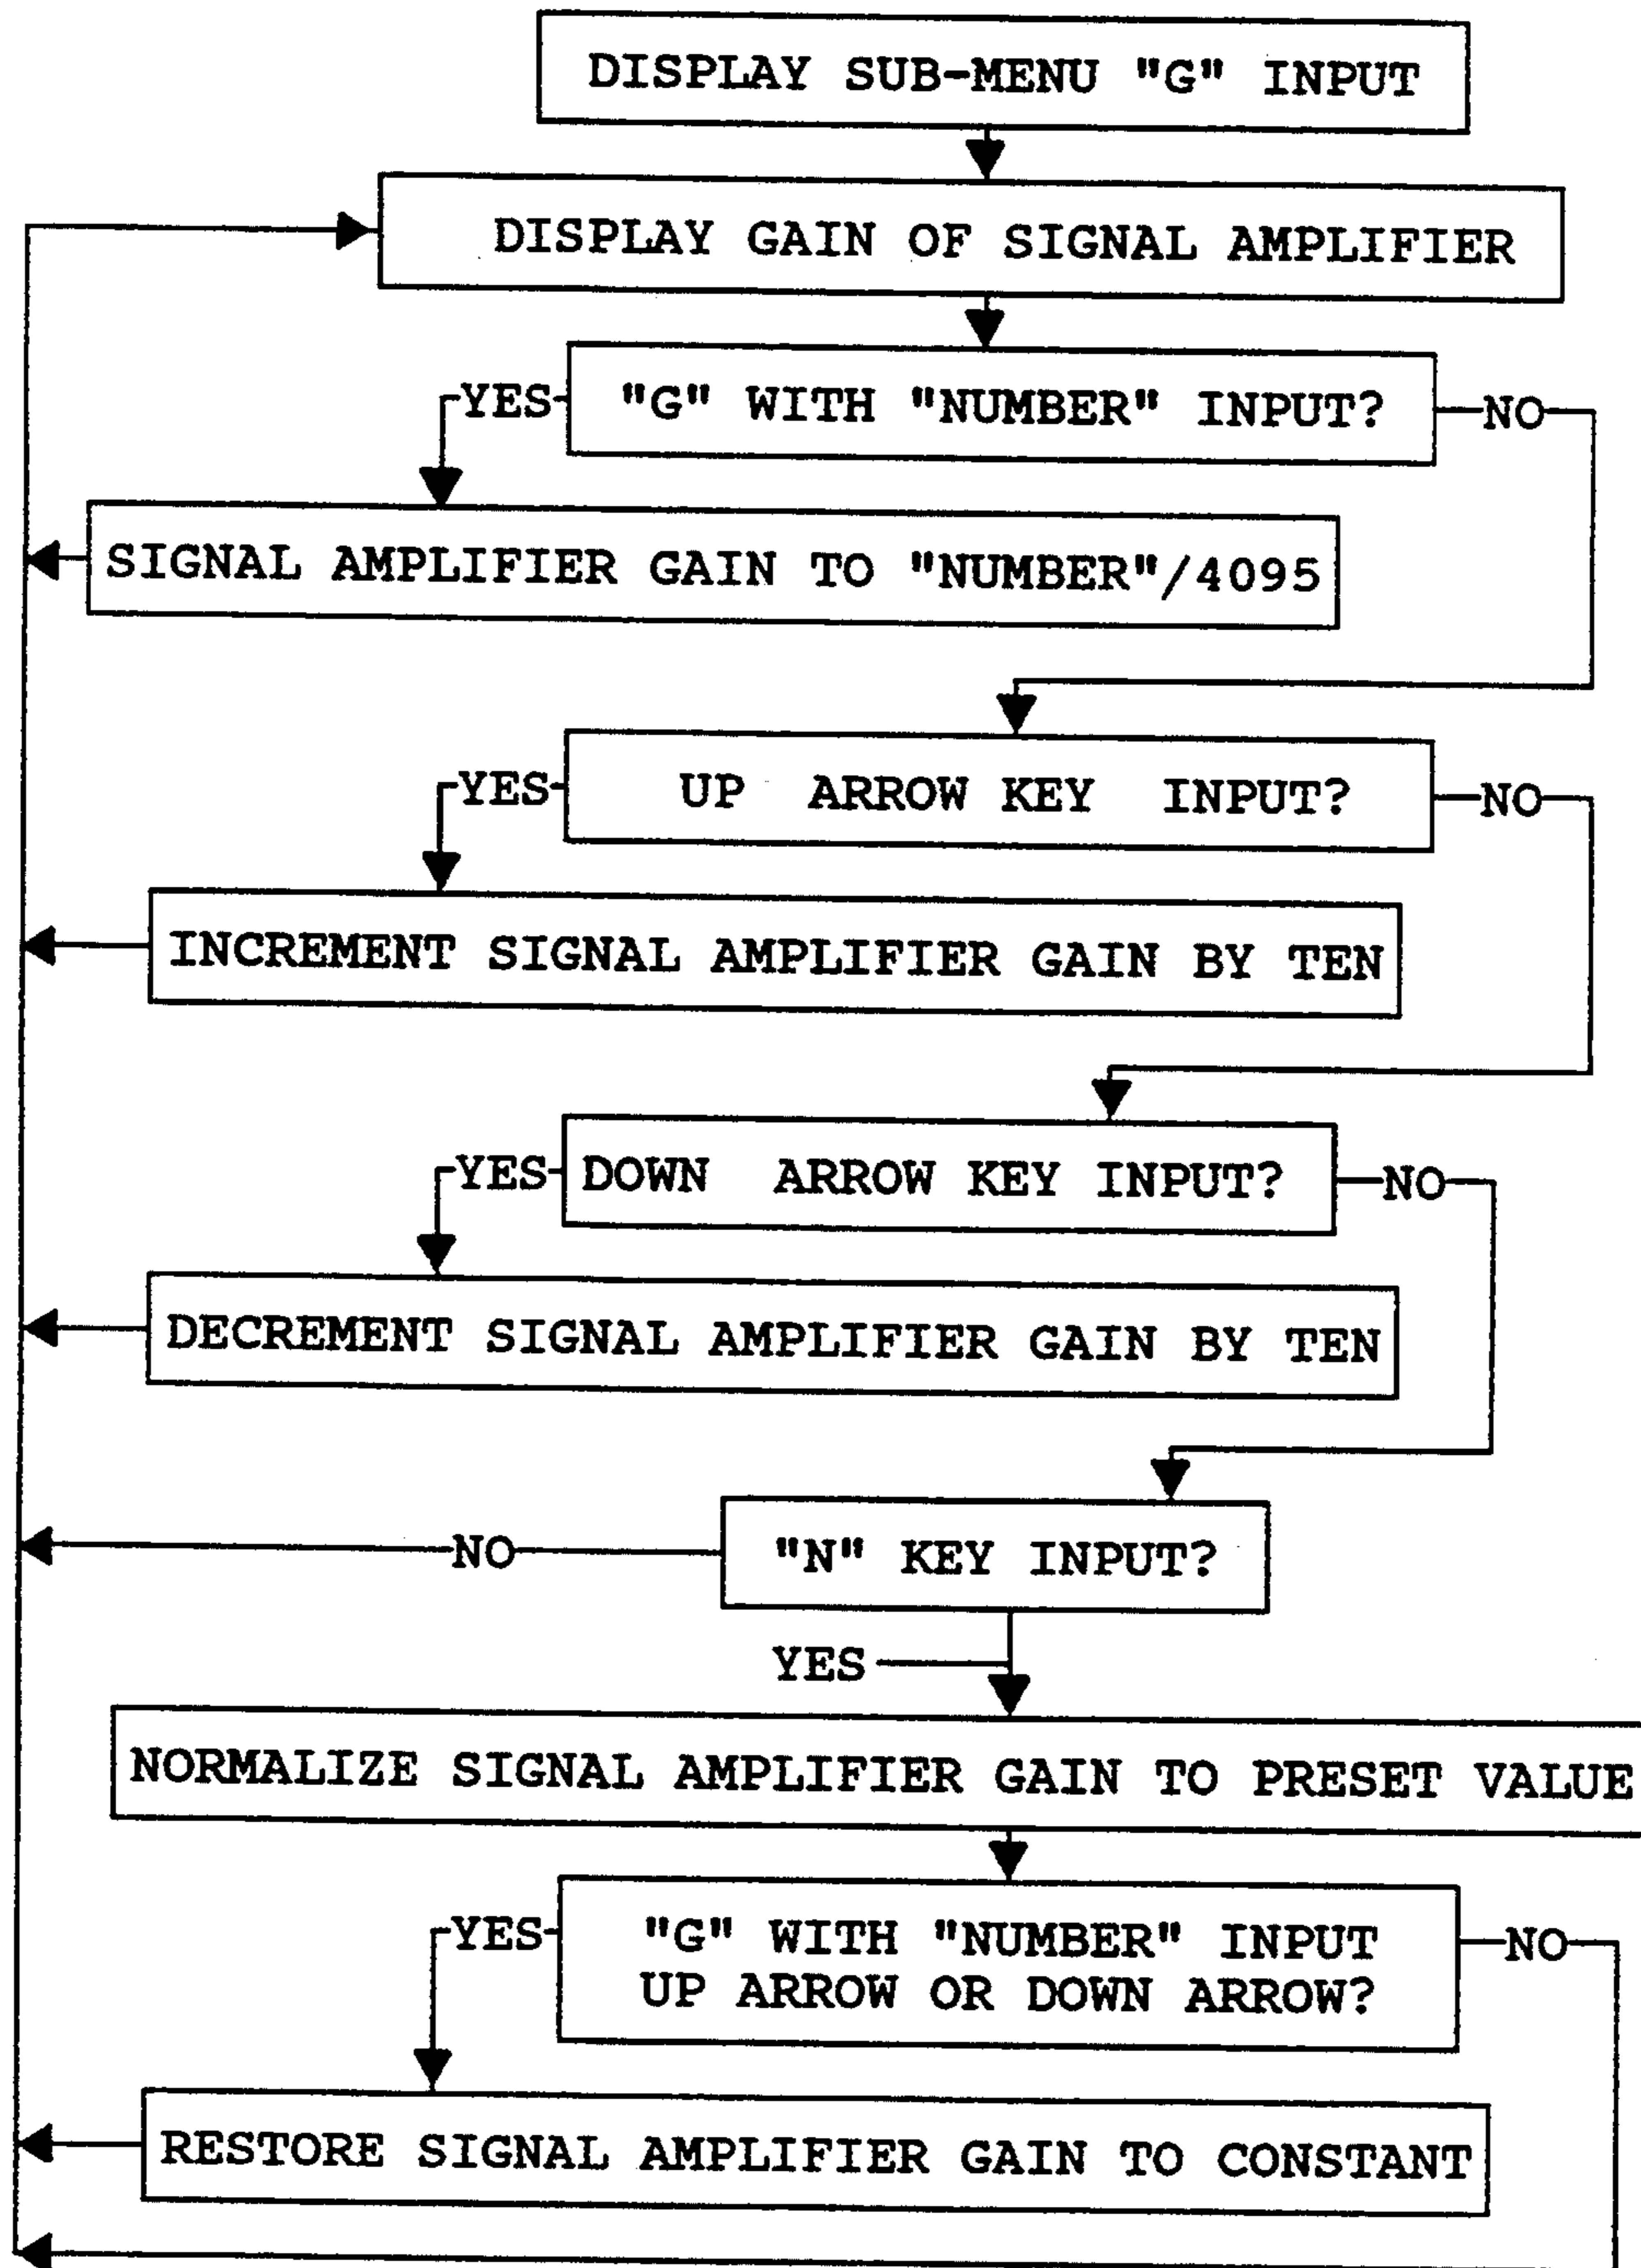 DISPLAY SUB-MENU "G" INPUT
DISPLAY GAIN OF SIGNAL AMPLIFIER
YES
"G" WITH "NUMBER" INPUT?
NO
SIGNAL AMPLIFIER GAIN TO "NUMBER"/4095
YES
UP ARROW KEY INPUT?
NO
INCREMENT SIGNAL AMPLIFIER GAIN BY TEN
YES
DOWN ARROW KEY INPUT?
NO
DECREMENT SIGNAL AMPLIFIER GAIN BY TEN
NO
"N" KEY INPUT?
YES
NORMALIZE SIGNAL AMPLIFIER GAIN TO PRESET VALUE
YES
"G" WITH "NUMBER" INPUT
UP ARROW OR DOWN ARROW?
NO
RESTORE SIGNAL AMPLIFIER GAIN TO CONSTANT